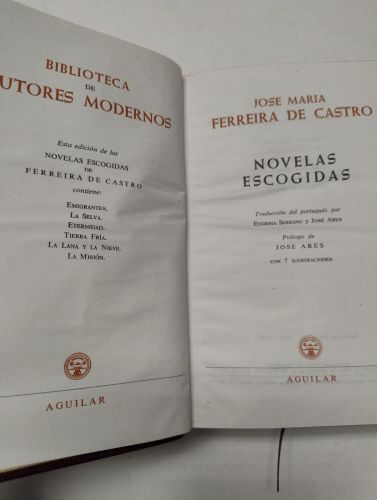 BIBLIOTECA
DE
UTORES MODERNOS
Esta edición de las
NOVELAS ESCOGIDAS
DE
FERREIRA DE CASTRO
contiene:
EMIGRANTES.
LA SELVA.
ETERNIDAD.
TIERRA FRÍA.
LA LANA Y LA NIEVE.
LA MISIÓN.
AGUILAR
JOSE MARIA
FERREIRA DE CASTRO
NOVELAS
ESCOGIDAS
Traducción del portugués por
EUGENIA SERRANO Y JOSÉ ARES
Prólogo de
JOSE ARES
CON 7 ILUSTRACIONES
AGUILAR